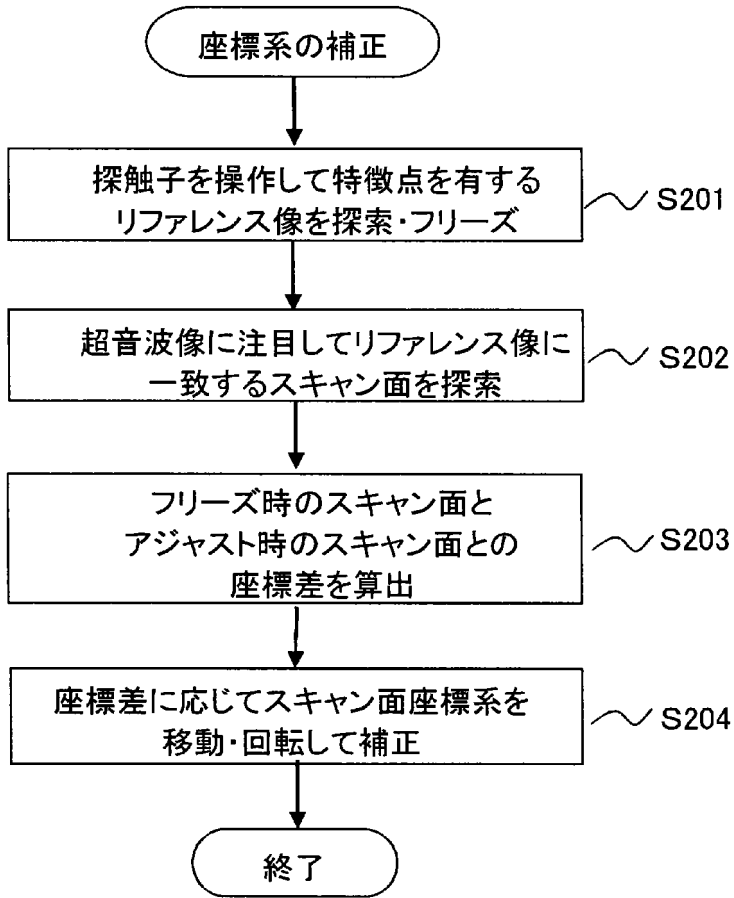 座標系の補正
探触子を操作して特徴点を有する
リファレンス像を探索・フリーズ
S201
超音波像に注目してリファレンス像に
一致するスキャン面を探索
S202
フリーズ時のスキャン面と
アジャスト時のスキャン面との
座標差を算出
S203
座標差に応じてスキャン面座標系を
移動・回転して補正
S204
終了